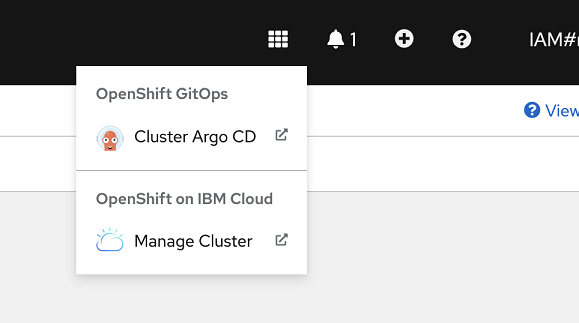 1
IAM#
OpenShift GitOps
View
Cluster Argo CD
OpenShift on IBM Cloud
Manage Cluster